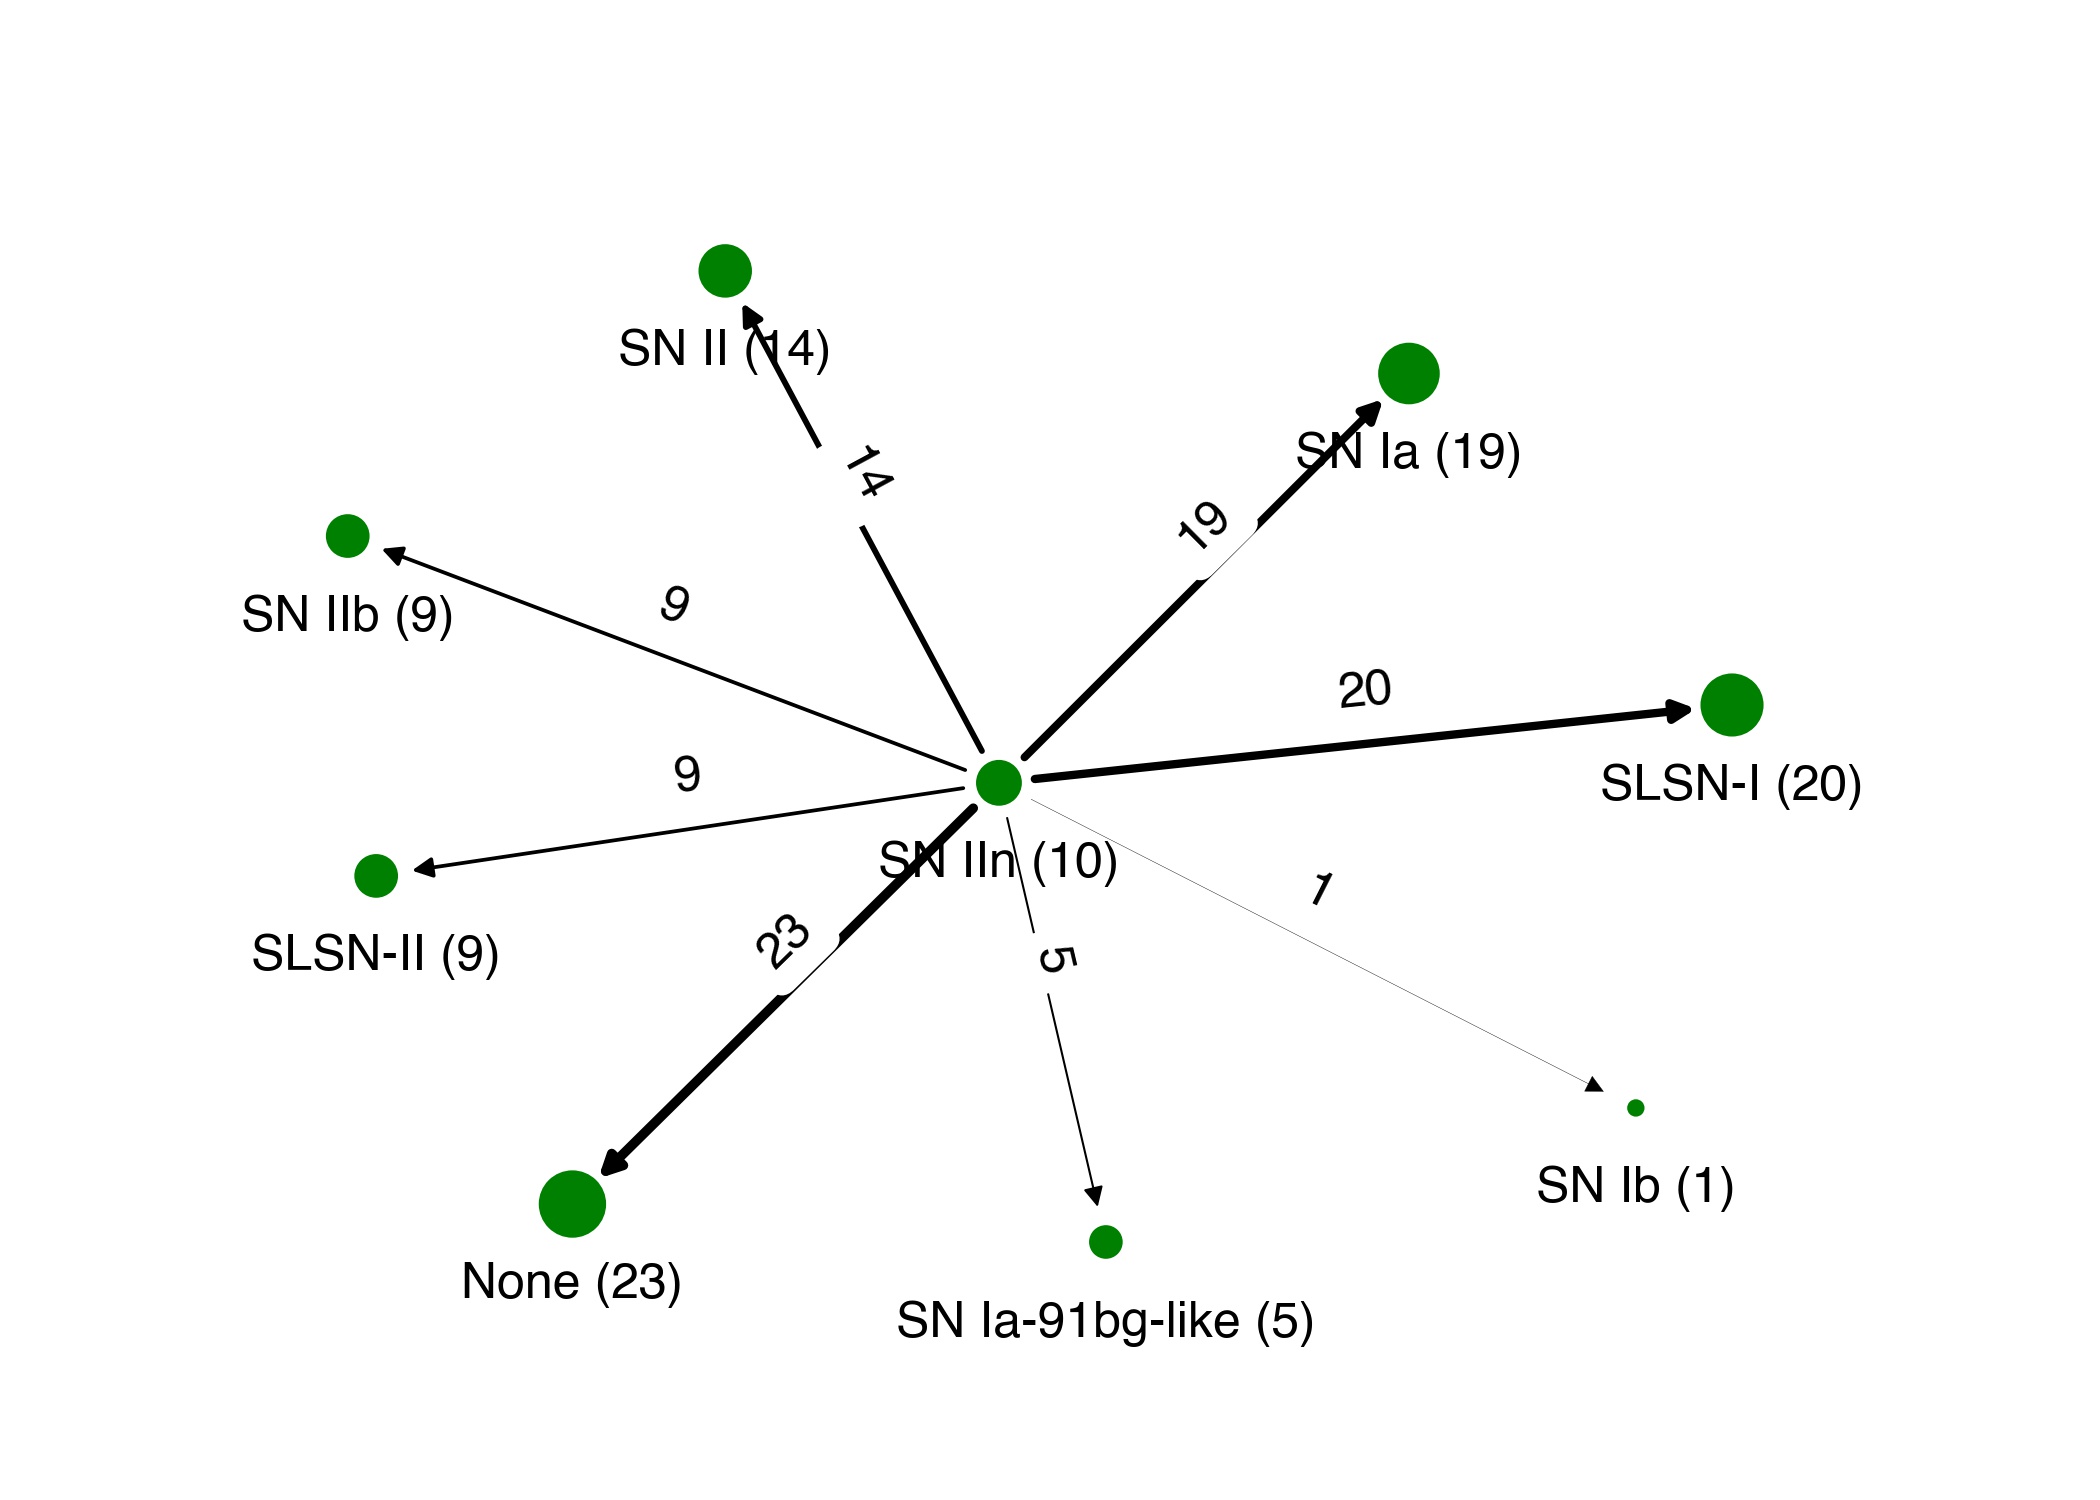 SN II (14)
SN Ia (19)
14
19
9
SN IIb (9)
20
9
SLSN-I (20)
SN IIn (10)
1
SLSN-II (9)
23
5
SN Ib (1)
None (23)
SN Ia-91bg-like (5)